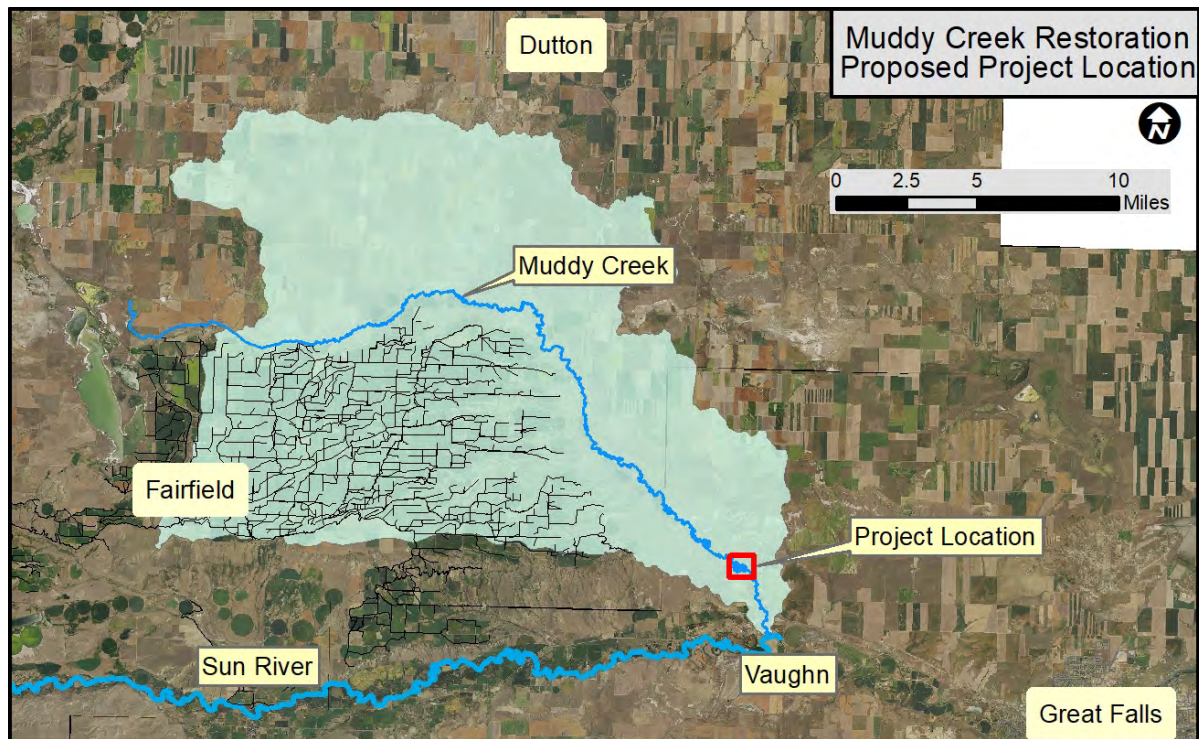 Dutton
Muddy Creek Restoration
Proposed Project Location
N
0 2.5 5 10
Miles
Muddy Creek
Fairfield
Project Location
Sun River
Vaughn
Great Falls